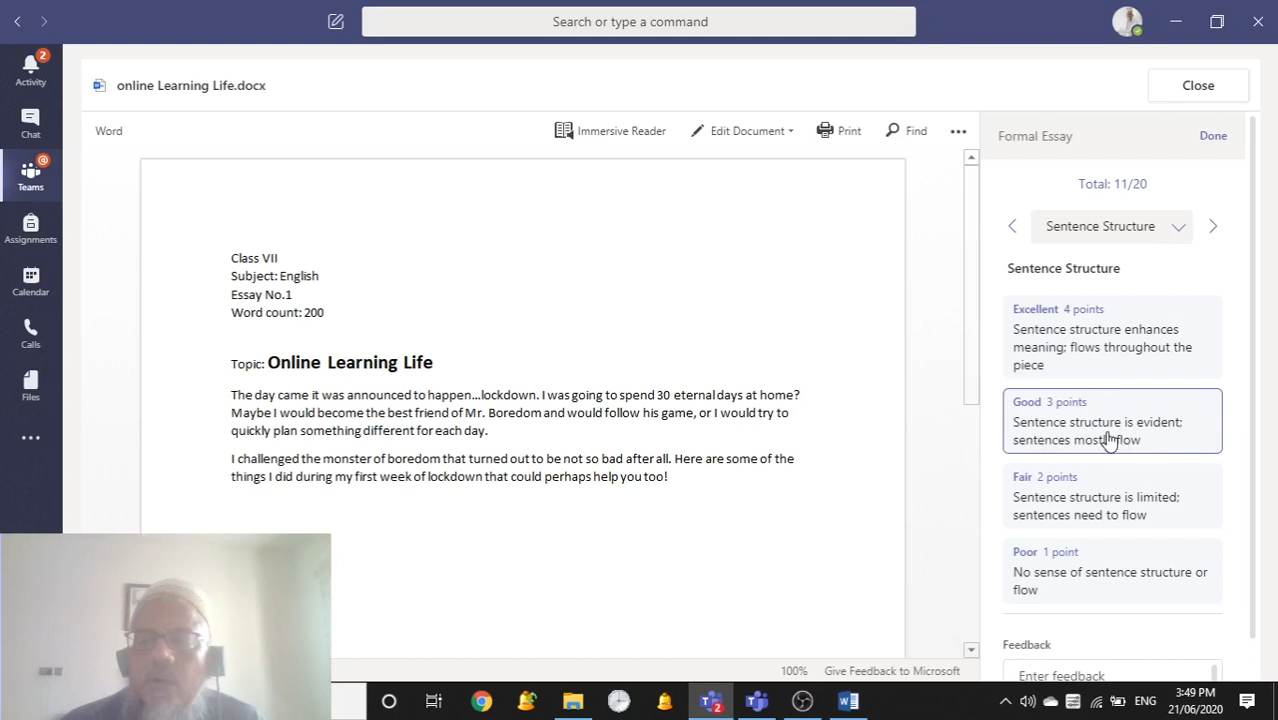 Search or type a command
2
Activity
Chat
@
Teams
Assignments
Calendar
Calls
Files
online Learning Life.docx
Close
Word
Immersive Reader
Edit Document
Print
Find
Class VII
Subject: English
Essay No.1
Word count: 200
Topic: Online Learning Life
The day came it was announced to happen...lockdown. I was going to spend 30 eternal days at home?
Maybe I would become the best friend of Mr. Boredom and would follow his game, or I would try to
quickly plan something different for each day.
I challenged the monster of boredom that turned out to be not so bad after all. Here are some of the
things I did during my first week of lockdown that could perhaps help you too!
100%
Give Feedback to Microsoft
Formal Essay
Done
Total: 11/20
Sentence Structure
Sentence Structure
Excellent 4 points
Sentence structure enhances
meaning; flows throughout the
piece
Good 3 points
Sentence structure is evident;
sentences mostly flow
Fair 2 points
Sentence structure is limited;
sentences need to flow
Poor 1 point
No sense of sentence structure or
flow
Feedback
Enter feedback
2
ENG
3:49 PM
21/06/2020